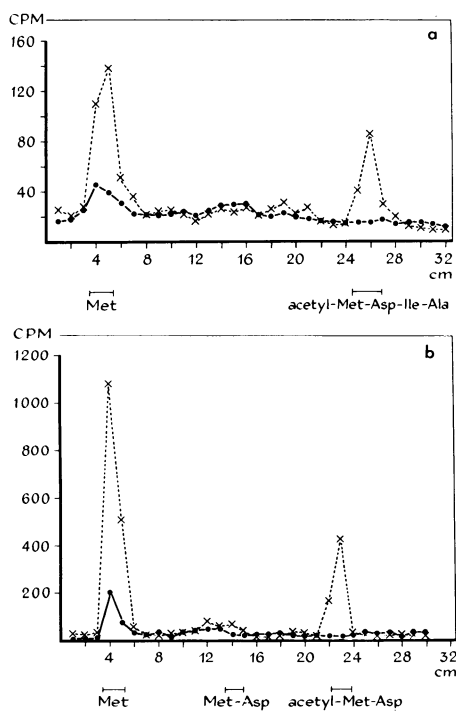 CPM
a
160
120
80
40
4 8 12 16 20 24 28 32
cm
Met
acetyl-Met-Asp-Ile-Ala
CPM
b
1200
1000
800
600
400
200
4 8 12 16 20 24 28 32
cm
Met
Met-Asp
acetyl-Met-Asp